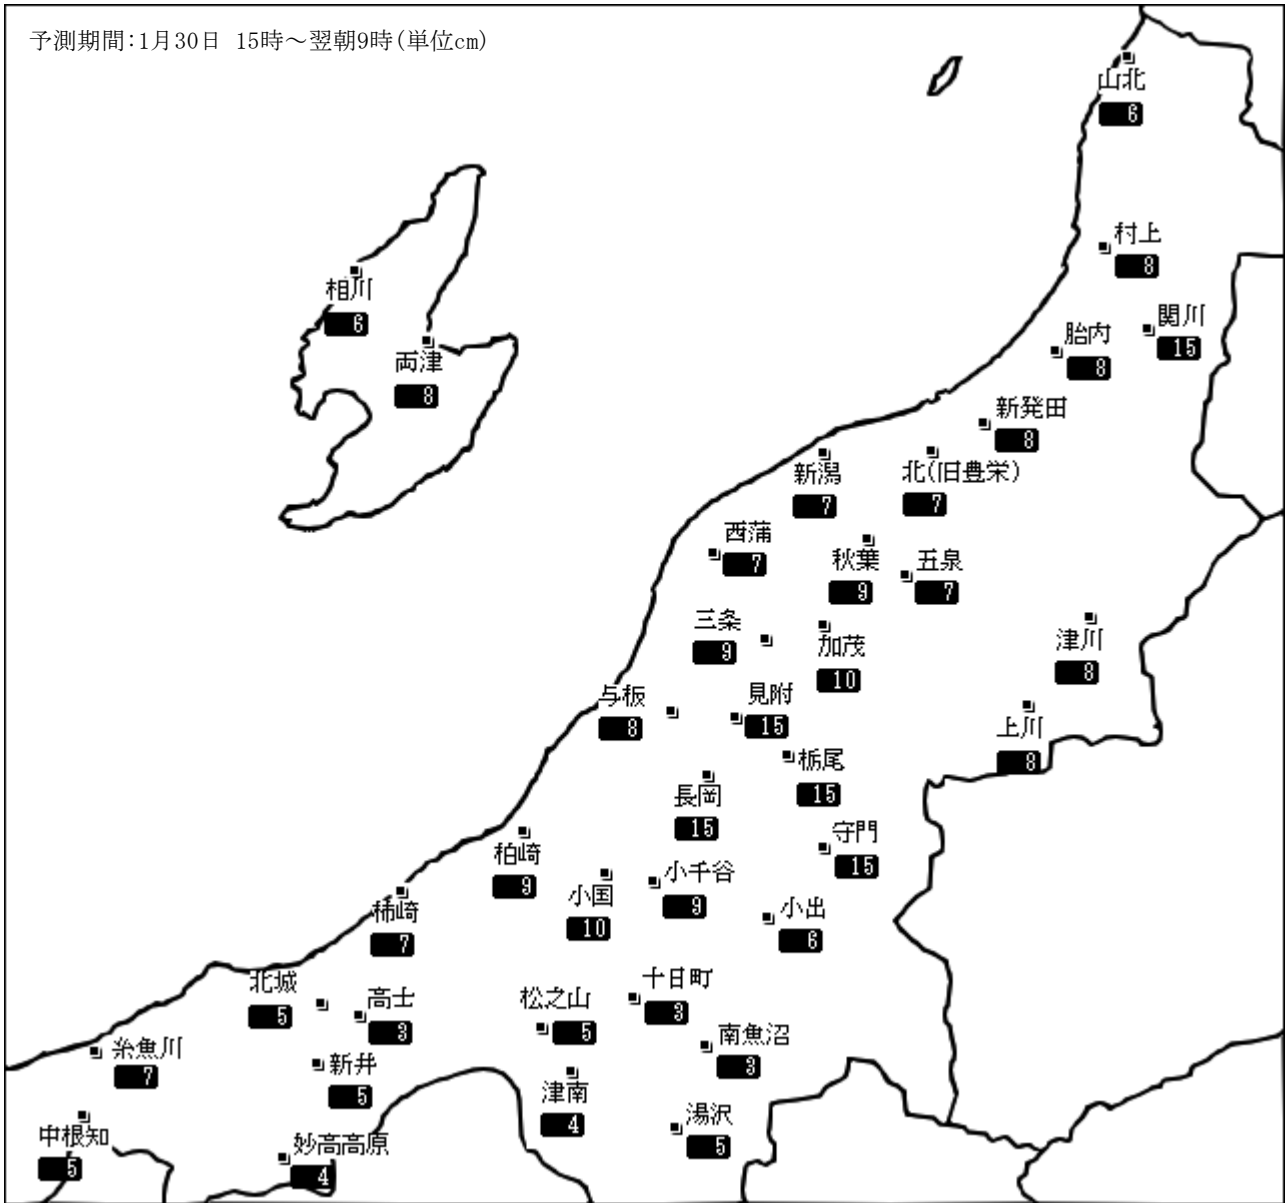 予測期間:1月30日 15時～翌朝9時(単位cm)
山北
6
村上
8
相川
6
関川
15
胎内
8
両津
8
新発田
8
新潟
7
北(旧豊栄)
7
西蒲
7
秋葉
9
五泉
7
三条
9
加茂
10
津川
8
与板
8
見附
15
上川
8
栃尾
15
長岡
15
守門
15
柏崎
9
小国
10
小千谷
9
小出
6
柿崎
7
北城
5
高士
3
松之山
5
十日町
3
南魚沼
3
糸魚川
7
新井
5
津南
4
湯沢
5
中根知
5
妙高高原
4